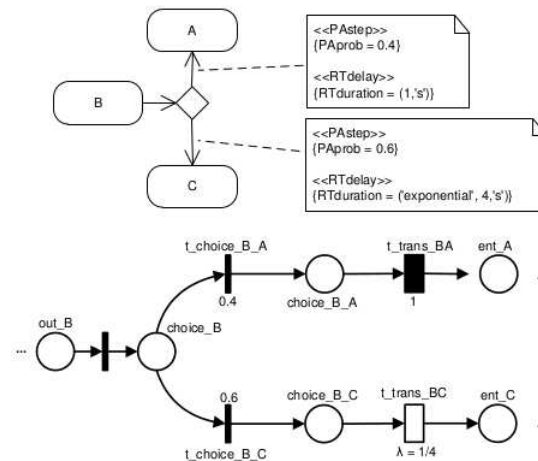 A
<<PAstep>>
{PAprob = 0.4}
<<RTdelay>>
{RTduration = (1,'s')}
B
<<PAstep>>
{PAprob = 0.6}
<<RTdelay>>
{RTduration = ('exponential', 4,'s')}
C
t_choice_B_A
t_trans_BA
ent_A
0.4
choice_B_A
1
out_B
choice_B
...
0.6
choice_B_C
t_trans_BC
ent_C
t_choice_B_C
λ = 1/4